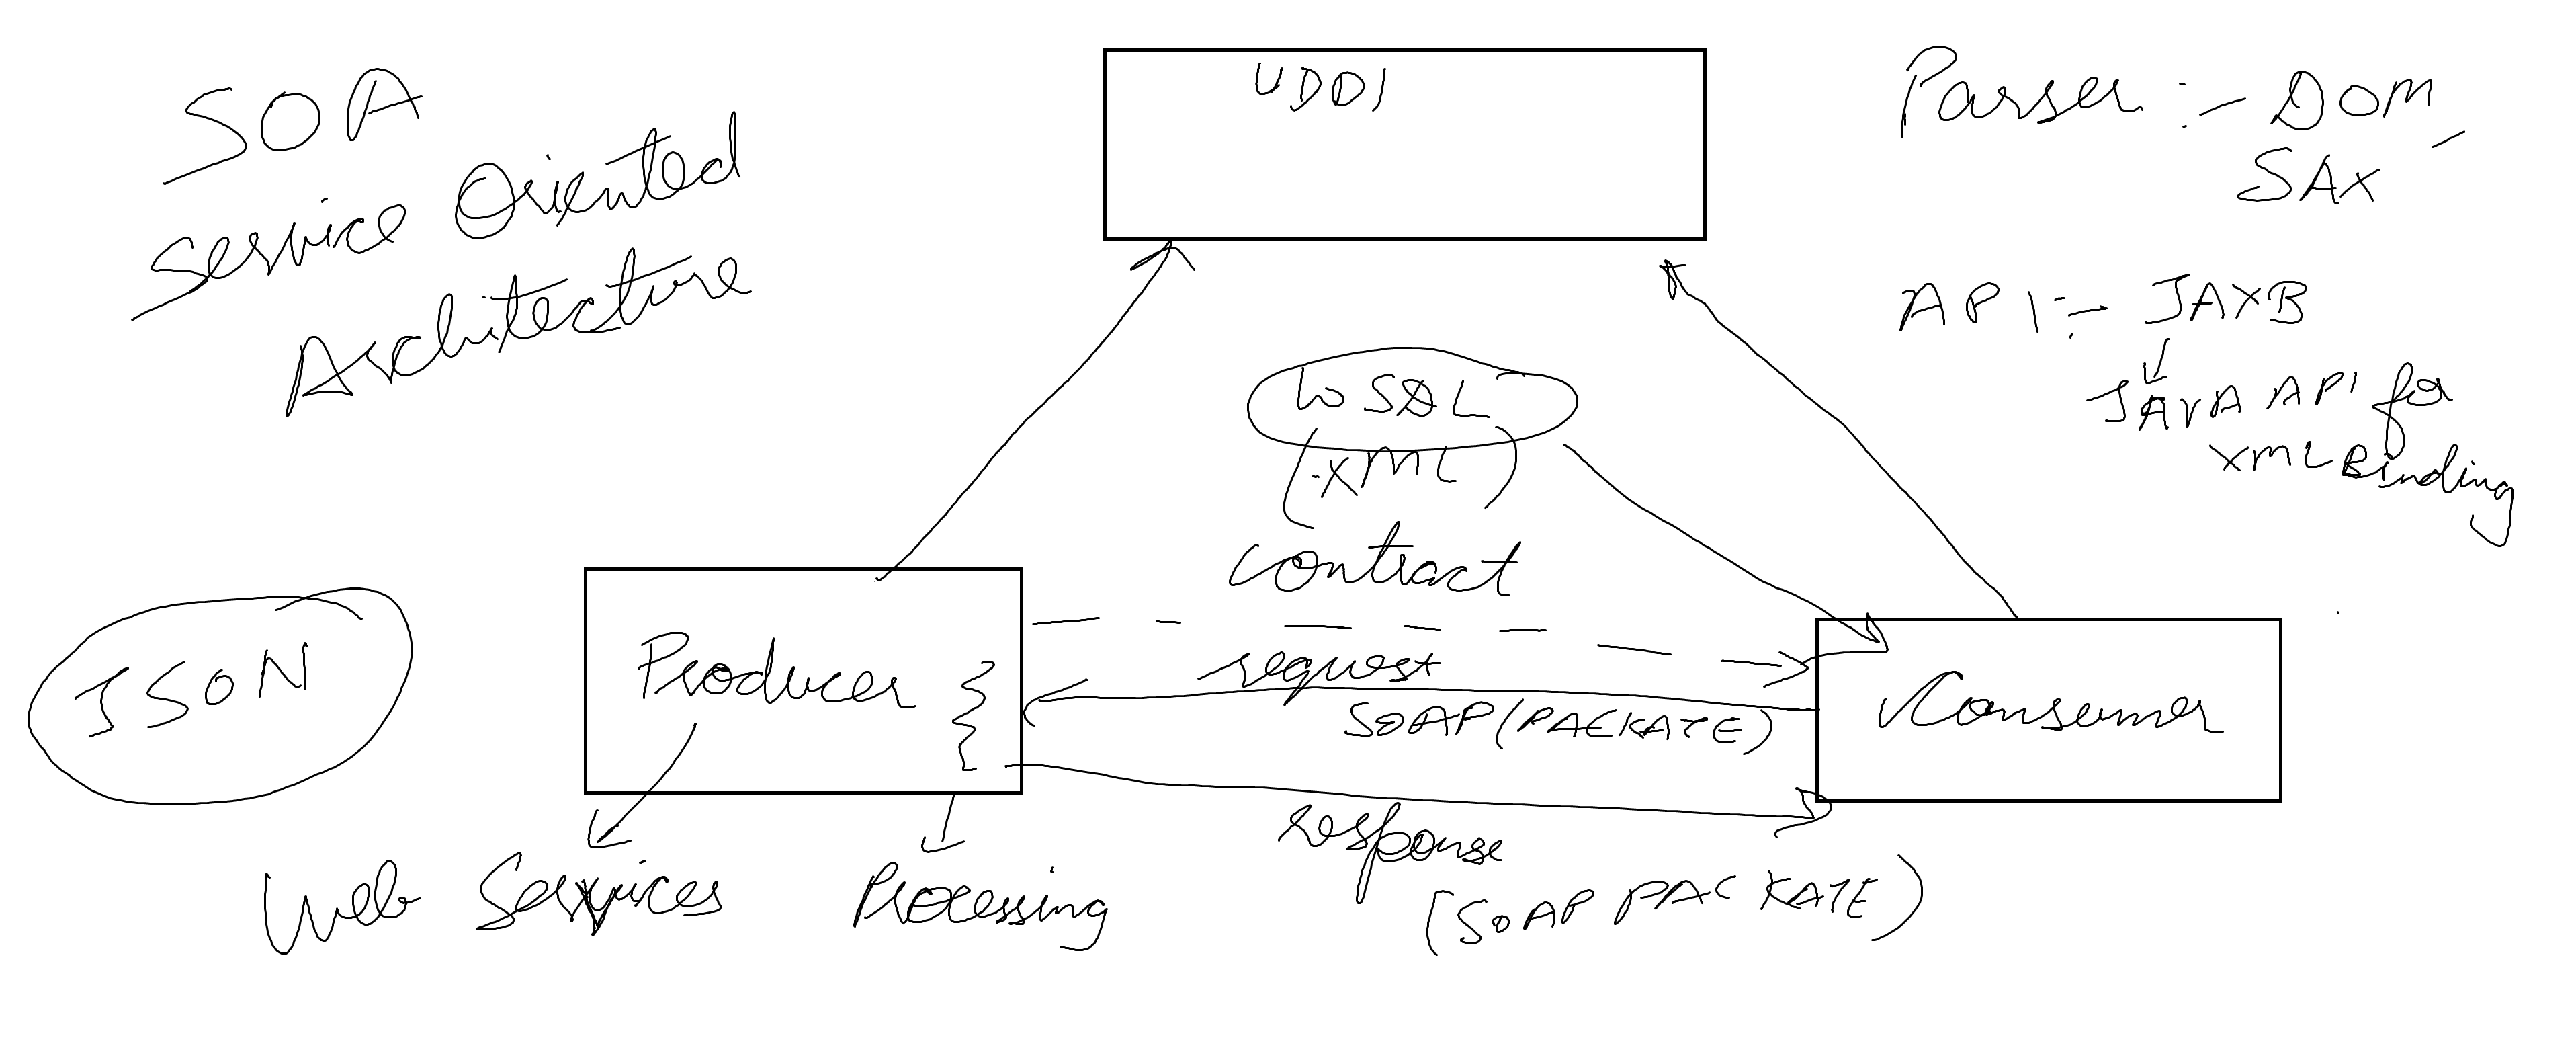 SOA
Service Oriented
Architecture
UDDI
Parser :- DOM,
SAX
API :- JAXB
JAVA API for
XML Binding
WSDL
(.XML)
Contract
JSON
Producer
request
SOAP (PACKATE)
Consumer
response
(SOAP PACKATE)
Web Services
Processing